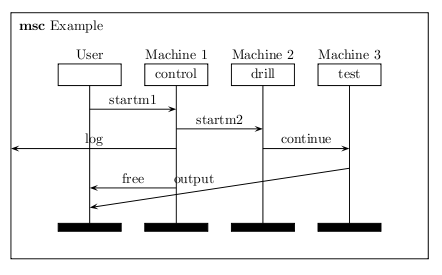 msc Example
User Machine 1 Machine 2 Machine 3
control drill test
startm1
startm2
log continue
free output